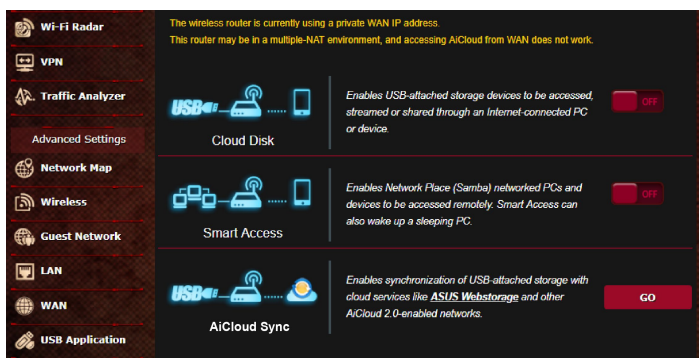 Wi-Fi Radar
VPN
Traffic Analyzer
Advanced Settings
Network Map
Wireless
Guest Network
LAN
WAN
USB Application
The wireless router is currently using a private WAN IP address.
This router may be in a multiple-NAT environment, and accessing AiCloud from WAN does not work.
USB
Cloud Disk
Enables USB-attached storage devices to be accessed,
streamed or shared through an Internet-connected PC
or device.
OFF
Smart Access
Enables Network Place (Samba) networked PCs and
devices to be accessed remotely. Smart Access can
also wake up a sleeping PC.
OFF
USB
AiCloud Sync
Enables synchronization of USB-attached storage with
cloud services like ASUS Webstorage and other
AiCloud 2.0-enabled networks.
GO